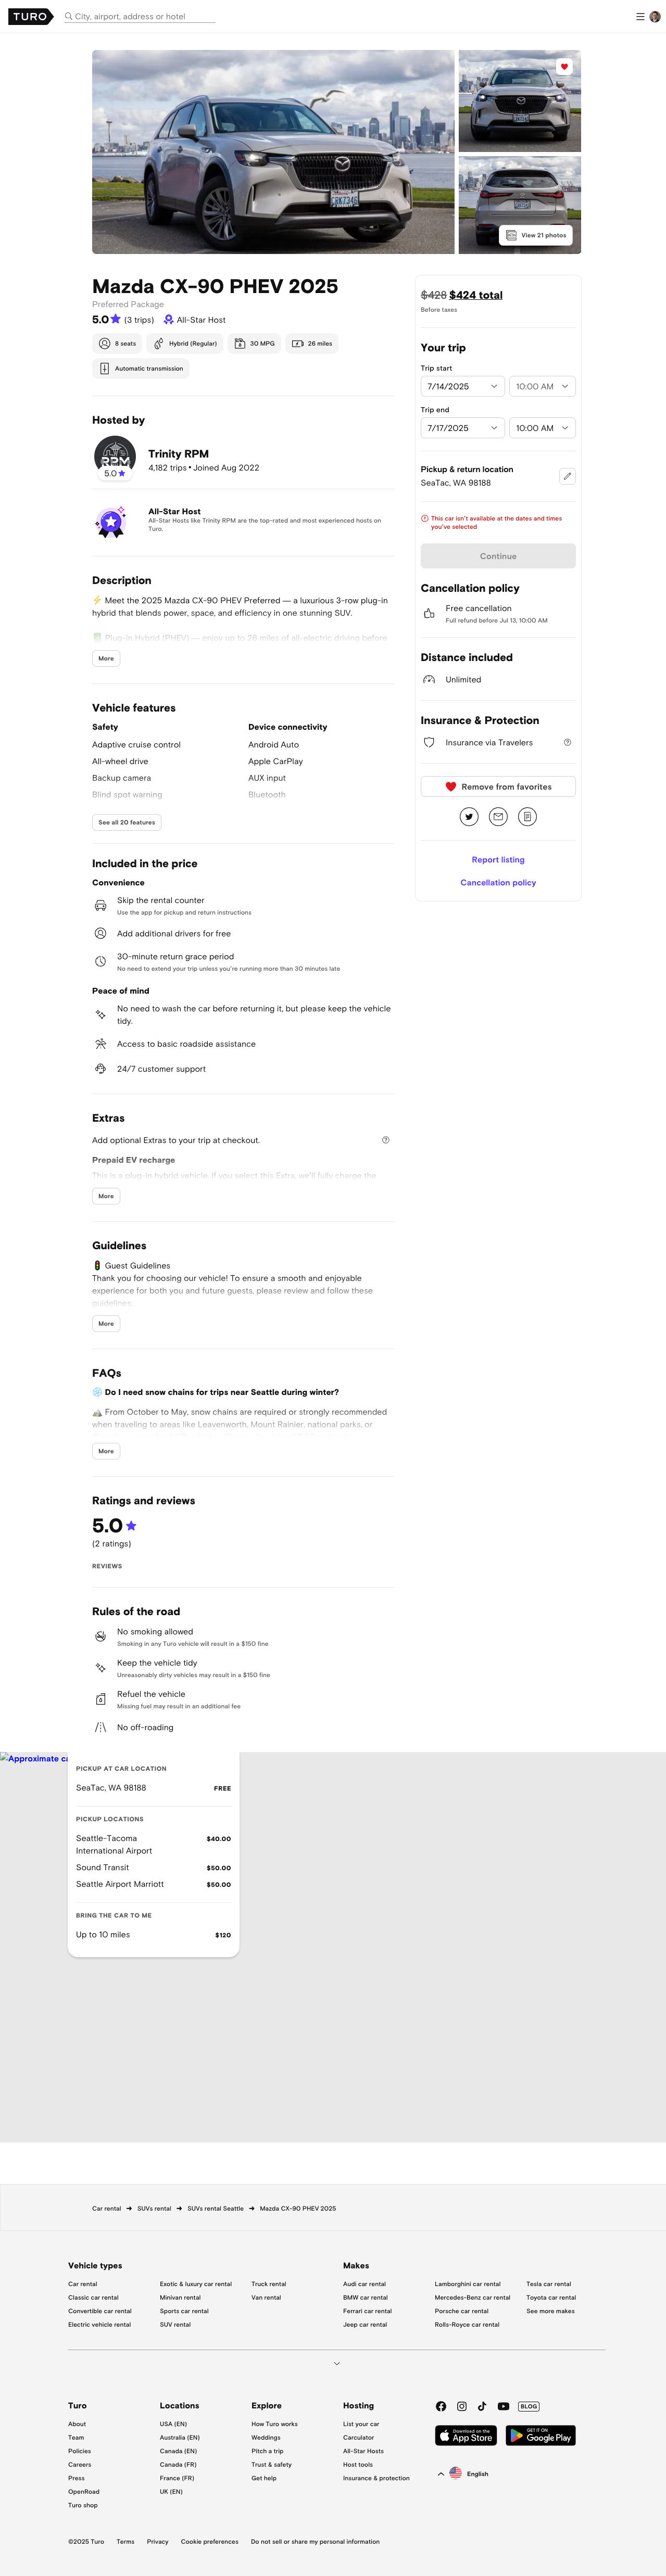 TURO
City, airport, address or hotel
View 21 photos
Mazda CX-90 PHEV 2025
Preferred Package
5.0 (3 trips) All-Star Host
8 seats
Hybrid (Regular)
30 MPG
26 miles
Automatic transmission
$428 $424 total
Before taxes
Your trip
Trip start
7/14/2025
10:00 AM
Trip end
7/17/2025
10:00 AM
Pickup & return location
SeaTac, WA 98188
This car isn't available at the dates and times
you've selected
Continue
Cancellation policy
Free cancellation
Full refund before Jul 13, 10:00 AM
Distance included
Unlimited
Insurance & Protection
Insurance via Travelers
Remove from favorites
Report listing
Cancellation policy
Hosted by
RPM
5.0
Trinity RPM
4,182 trips • Joined Aug 2022
All-Star Host
All-Star Hosts like Trinity RPM are the top-rated and most experienced hosts on
Turo.
Description
⚡ Meet the 2025 Mazda CX-90 PHEV Preferred — a luxurious 3-row plug-in
hybrid that blends power, space, and efficiency in one stunning SUV.
Plug-in Hybrid (PHEV) — enjoy up to 26 miles of all-electric driving before
More
Vehicle features
Safety
Adaptive cruise control
All-wheel drive
Backup camera
Blind spot warning
Device connectivity
Android Auto
Apple CarPlay
AUX input
Bluetooth
See all 20 features
Included in the price
Convenience
Skip the rental counter
Use the app for pickup and return instructions
Add additional drivers for free
30-minute return grace period
No need to extend your trip unless you're running more than 30 minutes late
Peace of mind
No need to wash the car before returning it, but please keep the vehicle
tidy.
Access to basic roadside assistance
24/7 customer support
Extras
Add optional Extras to your trip at checkout.
Prepaid EV recharge
This is a plug-in hybrid vehicle. If you select this Extra, we'll fully charge the
More
Guidelines
🚦 Guest Guidelines
Thank you for choosing our vehicle! To ensure a smooth and enjoyable
experience for both you and future guests, please review and follow these
guidelines:
More
FAQs
❄️ Do I need snow chains for trips near Seattle during winter?
🏔️ From October to May, snow chains are required or strongly recommended
when traveling to areas like Leavenworth, Mount Rainier, national parks, or
More
Ratings and reviews
5.0
(2 ratings)
REVIEWS
Rules of the road
No smoking allowed
Smoking in any Turo vehicle will result in a $150 fine
Keep the vehicle tidy
Unreasonably dirty vehicles may result in a $150 fine
Refuel the vehicle
Missing fuel may result in an additional fee
No off-roading
Approximate ca
PICKUP AT CAR LOCATION
SeaTac, WA 98188 FREE
PICKUP LOCATIONS
Seattle-Tacoma
International Airport $40.00
Sound Transit $50.00
Seattle Airport Marriott $50.00
BRING THE CAR TO ME
Up to 10 miles $120
Car rental ➔ SUVs rental ➔ SUVs rental Seattle ➔ Mazda CX-90 PHEV 2025
Vehicle types
Car rental
Classic car rental
Convertible car rental
Electric vehicle rental
Exotic & luxury car rental
Minivan rental
Sports car rental
SUV rental
Truck rental
Van rental
Makes
Audi car rental
BMW car rental
Ferrari car rental
Jeep car rental
Lamborghini car rental
Mercedes-Benz car rental
Porsche car rental
Rolls-Royce car rental
Tesla car rental
Toyota car rental
See more makes
Turo
About
Team
Policies
Careers
Press
OpenRoad
Turo shop
Locations
USA (EN)
Australia (EN)
Canada (EN)
Canada (FR)
France (FR)
UK (EN)
Explore
How Turo works
Weddings
Pitch a trip
Trust & safety
Get help
Hosting
List your car
Carculator
All-Star Hosts
Host tools
Insurance & protection
BLOG
Download on the
App Store
GET IT ON
Google Play
English
©2025 Turo
Terms
Privacy
Cookie preferences
Do not sell or share my personal information